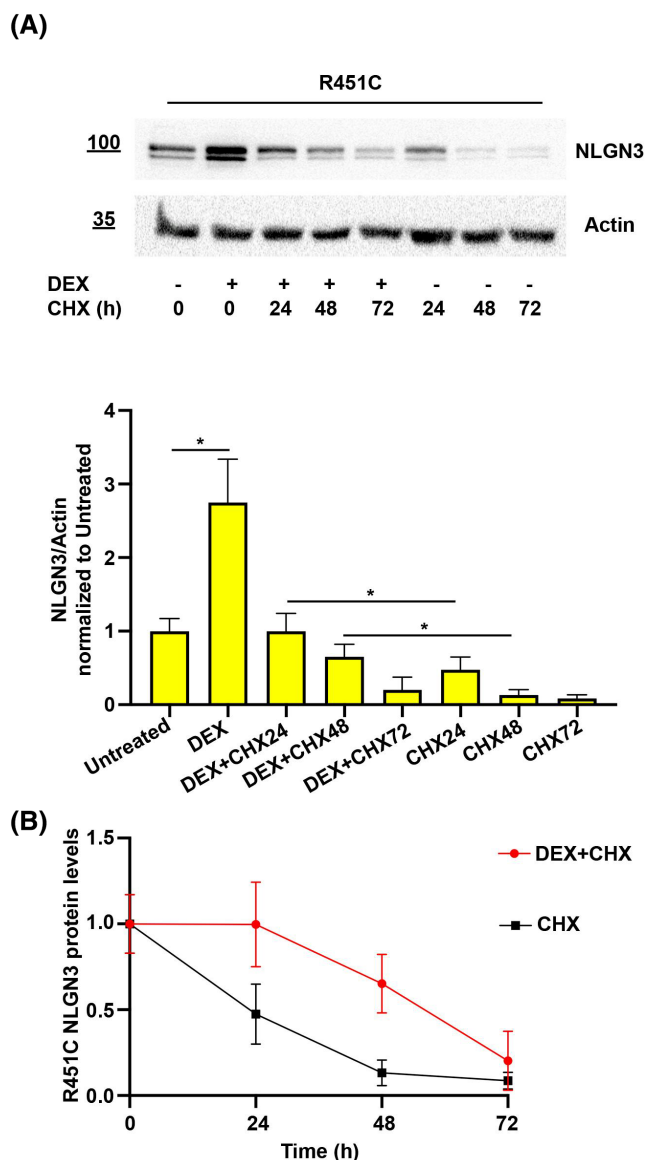 (A)
R451C
100
NLGN3
35
Actin
DEX - + + + + - - -
CHX (h) 0 0 24 48 72 24 48 72
4
3
2
1
0
NLGN3/Actin
normalized to Untreated
*
*
*
Untreated
DEX
DEX+CHX24
DEX+CHX48
DEX+CHX72
CHX24
CHX48
CHX72
(B)
1.5
1.0
0.5
0.0
R451C NLGN3 protein levels
DEX+CHX
CHX
0 24 48 72
Time (h)